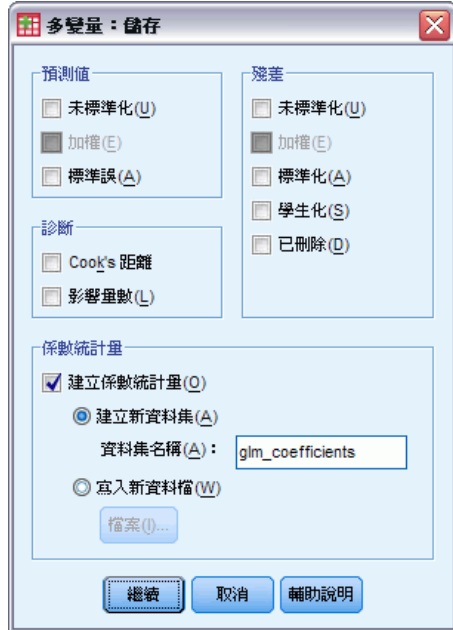 多變量：儲存
預測值
未標準化(U)
加權(E)
標準誤(A)
診斷
Cook's 距離
影響量數(L)
殘差
未標準化(U)
加權(E)
標準化(A)
學生化(S)
已刪除(D)
係數統計量
建立係數統計量(O)
建立新資料集(A)
資料集名稱(A)：
glm_coefficients
寫入新資料檔(W)
檔案(I)...
繼續
取消
輔助說明